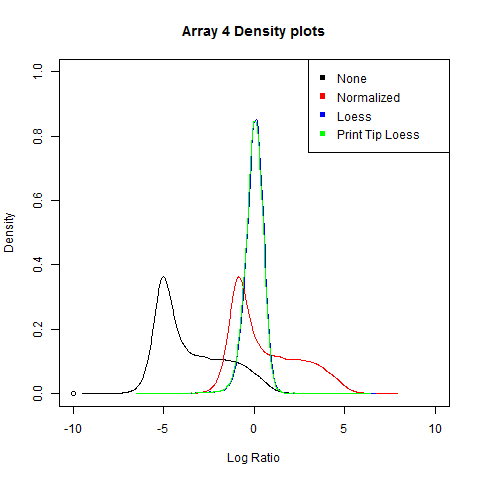 Array 4 Density plots
None
Normalized
Loess
Print Tip Loess
Density
1.0
0.8
0.6
0.4
0.2
0.0
-10 -5 0 5 10
Log Ratio